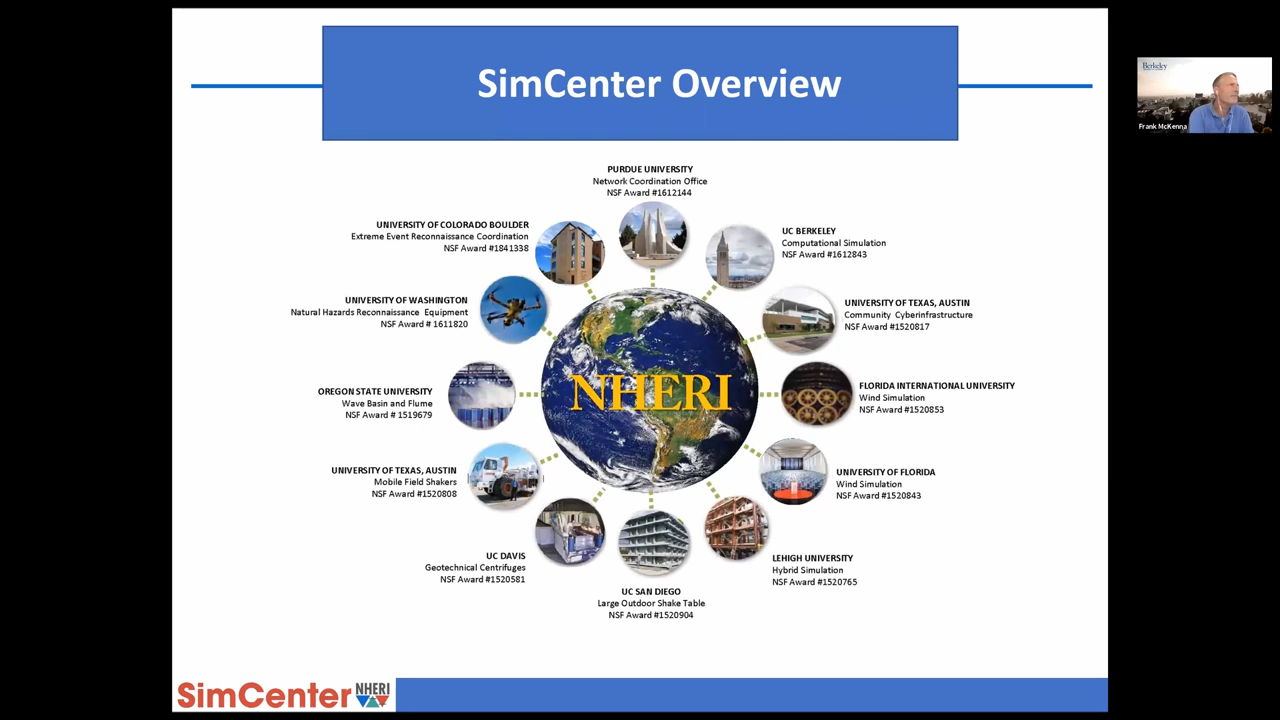 SimCenter Overview
Berkeley
Frank McKenna
PURDUE UNIVERSITY
Network Coordination Office
NSF Award #1612144
UNIVERSITY OF COLORADO BOULDER
Extreme Event Reconnaissance Coordination
NSF Award #1841338
UC BERKELEY
Computational Simulation
NSF Award #1612843
UNIVERSITY OF WASHINGTON
Natural Hazards Reconnaissance Equipment
NSF Award # 1611820
UNIVERSITY OF TEXAS, AUSTIN
Community Cyberinfrastructure
NSF Award #1520817
NHERI
OREGON STATE UNIVERSITY
Wave Basin and Flume
NSF Award # 1519679
FLORIDA INTERNATIONAL UNIVERSITY
Wind Simulation
NSF Award #1520853
UNIVERSITY OF TEXAS, AUSTIN
Mobile Field Shakers
NSF Award #1520808
UNIVERSITY OF FLORIDA
Wind Simulation
NSF Award #1520843
UC DAVIS
Geotechnical Centrifuges
NSF Award #1520581
LEHIGH UNIVERSITY
Hybrid Simulation
NSF Award #1520765
UC SAN DIEGO
Large Outdoor Shake Table
NSF Award #1520904
SimCenter NHERI